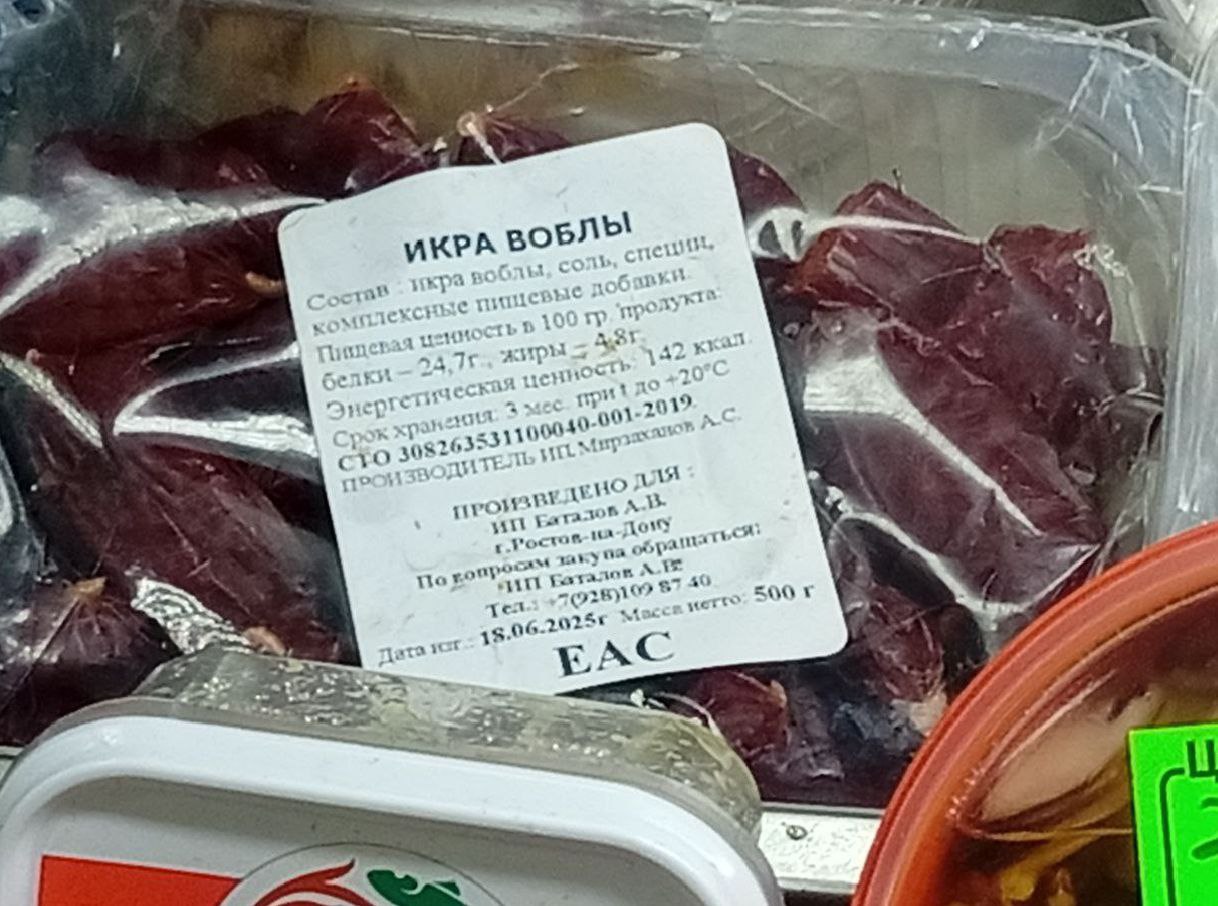 ИКРА ВОБЛЫ
Состав : икра воблы, соль, специи,
комплексные пищевые добавки.
Пищевая ценность в 100 гр. продукта:
белки – 24,7г., жиры – 4,8г.
Энергетическая ценность: 142 ккал.
Срок хранения: 3 мес. при t до +20°С
СТО 308263531100040-001-2019.
ПРОИЗВОДИТЕЛЬ ИП Мирзаханов А.С.
ПРОИЗВЕДЕНО ДЛЯ :
ИП Баталов А.В.
г.Ростов-на-Дону
По вопросам закупа обращаться:
ИП Баталов А.В.
Тел.: +7(928)109 87 40
Дата изг.: 18.06.2025г Масса нетто: 500 г
ЕАС